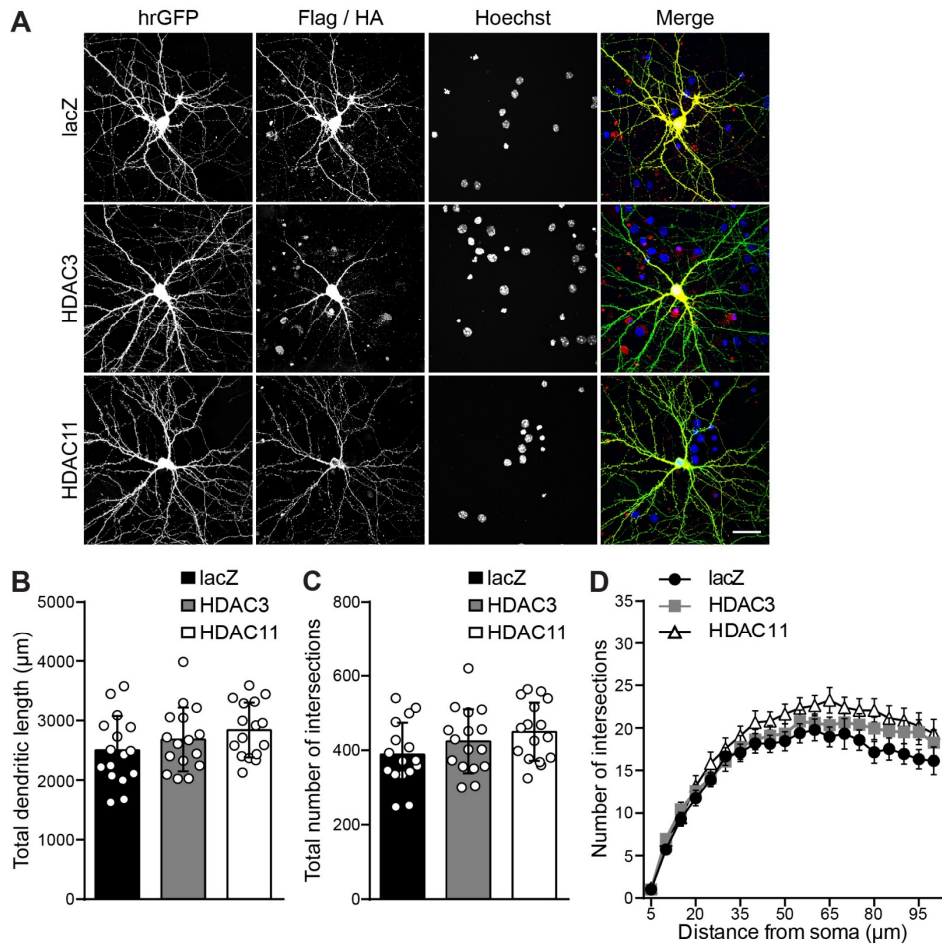 A
hrGFP Flag / HA Hoechst Merge
lacZ
HDAC3
HDAC11
B
lacZ
HDAC3
HDAC11
Total dendritic length (µm)
5000
4000
3000
2000
1000
0
C
lacZ
HDAC3
HDAC11
Total number of intersections
800
600
400
200
0
D
lacZ
HDAC3
HDAC11
Number of intersections
35
30
25
20
15
10
5
0
5 20 35 50 65 80 95
Distance from soma (µm)